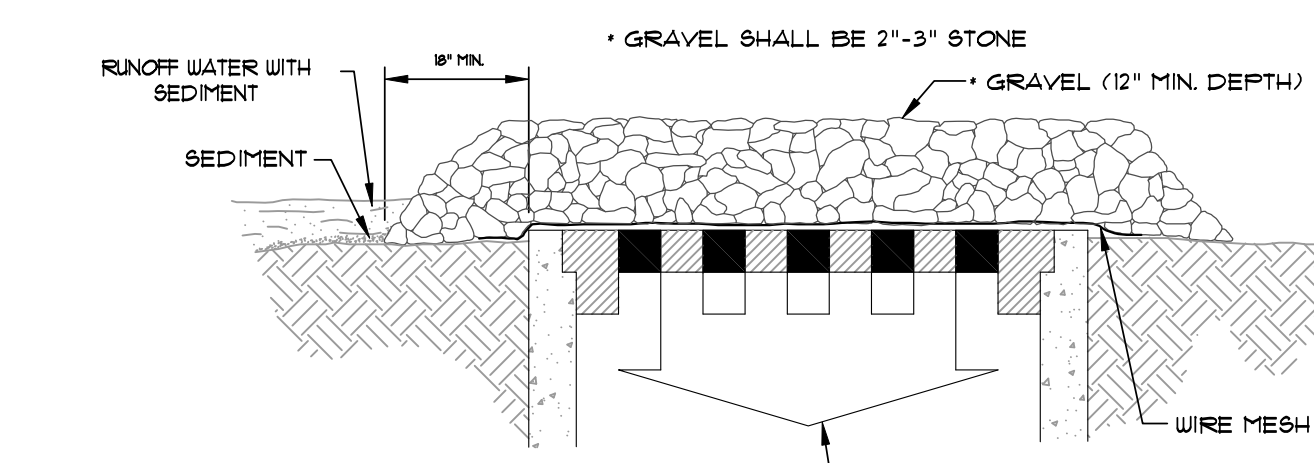 * GRAVEL SHALL BE 2"-3" STONE
18" MIN.
RUNOFF WATER WITH
SEDIMENT
* GRAVEL (12" MIN. DEPTH)
SEDIMENT
WIRE MESH